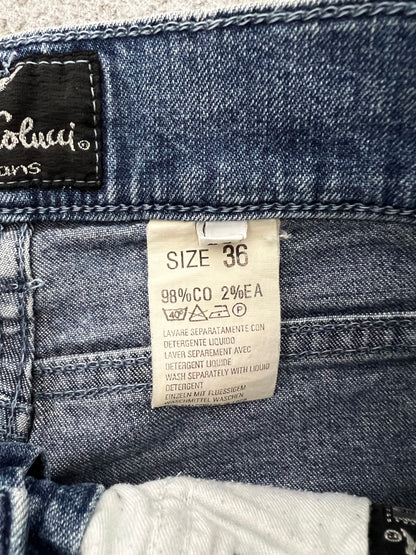 Colucci®
SIZE 36
98%CO 2%EA
40° P
LAVARE SEPARATAMENTE CON
DETERGENTE LIQUIDO
LAVER SEPAREMENT AVEC
DETERGENT LIQUIDE
WASH SEPARATELY WITH LIQUID
DETERGENT
EINZELN MIT FLUESSIGEM
WASCHMITTEL WASCHEN